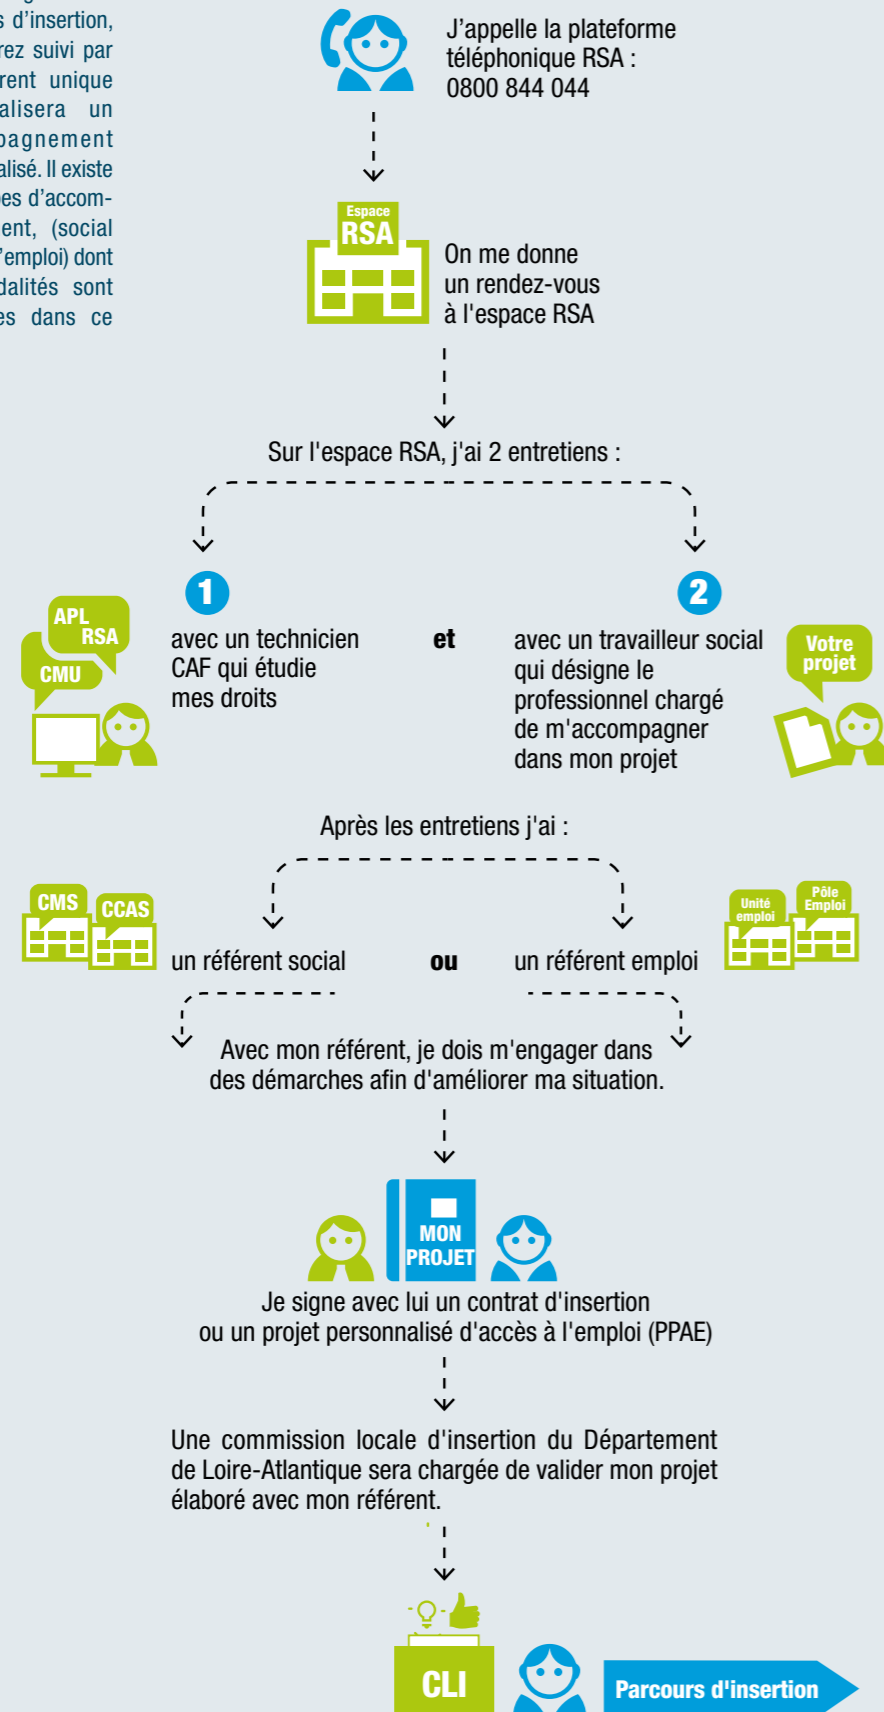 s d'insertion,
rez suivi par
rent unique
alisera un
pagnement
alisé. Il existe
pes d'accom-
ent, (social
l'emploi) dont
dalités sont
es dans ce
J'appelle la plateforme
téléphonique RSA :
0800 844 044
Espace
RSA
On me donne
un rendez-vous
à l'espace RSA
Sur l'espace RSA, j'ai 2 entretiens :
1
APL
RSA
CMU
avec un technicien
CAF qui étudie
mes droits
et
2
avec un travailleur social
qui désigne le
professionnel chargé
de m'accompagner
dans mon projet
Votre
projet
Après les entretiens j'ai :
CMS
CCAS
un référent social
ou
un référent emploi
Unité
emploi
Pôle
Emploi
Avec mon référent, je dois m'engager dans
des démarches afin d'améliorer ma situation.
MON
PROJET
Je signe avec lui un contrat d'insertion
ou un projet personnalisé d'accès à l'emploi (PPAE)
Une commission locale d'insertion du Département
de Loire-Atlantique sera chargée de valider mon projet
élaboré avec mon référent.
CLI
Parcours d'insertion